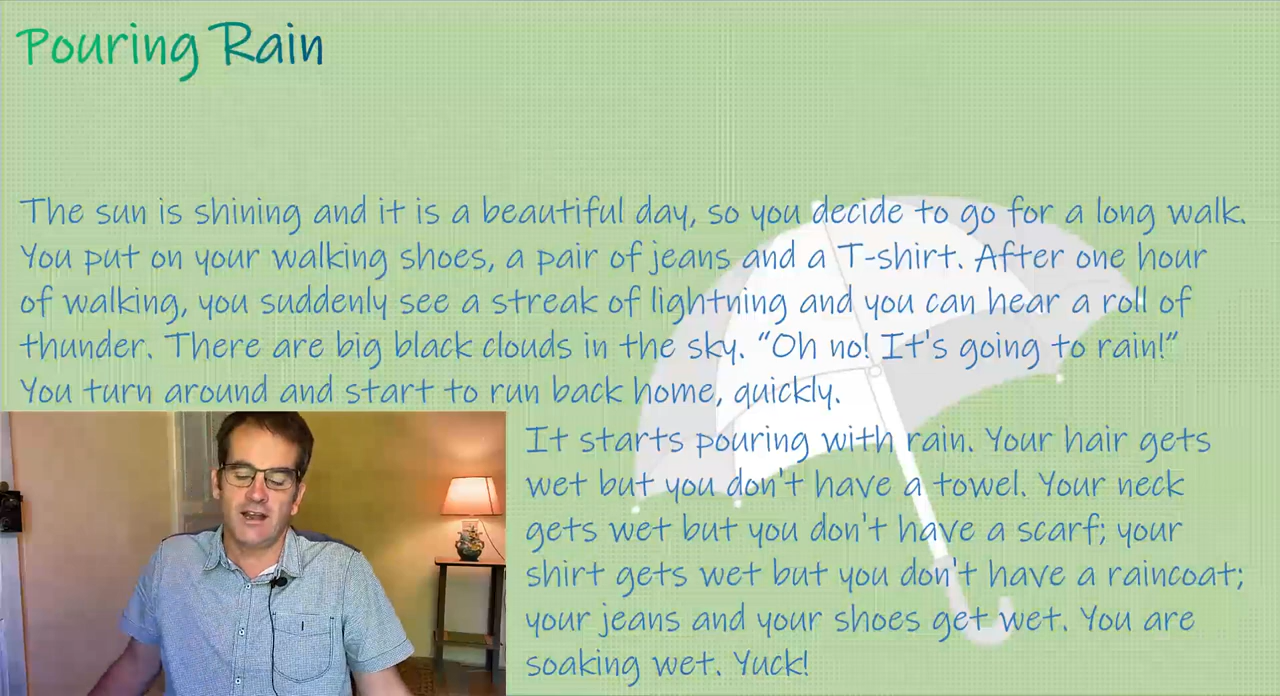 Pouring Rain
The sun is shining and it is a beautiful day, so you decide to go for a long walk.
You put on your walking shoes, a pair of jeans and a T-shirt. After one hour
of walking, you suddenly see a streak of lightning and you can hear a roll of
thunder. There are big black clouds in the sky. “Oh no! It's going to rain!”
You turn around and start to run back home, quickly.
It starts pouring with rain. Your hair gets
wet but you don't have a towel. Your neck
gets wet but you don't have a scarf; your
shirt gets wet but you don't have a raincoat;
your jeans and your shoes get wet. You are
soaking wet. Yuck!